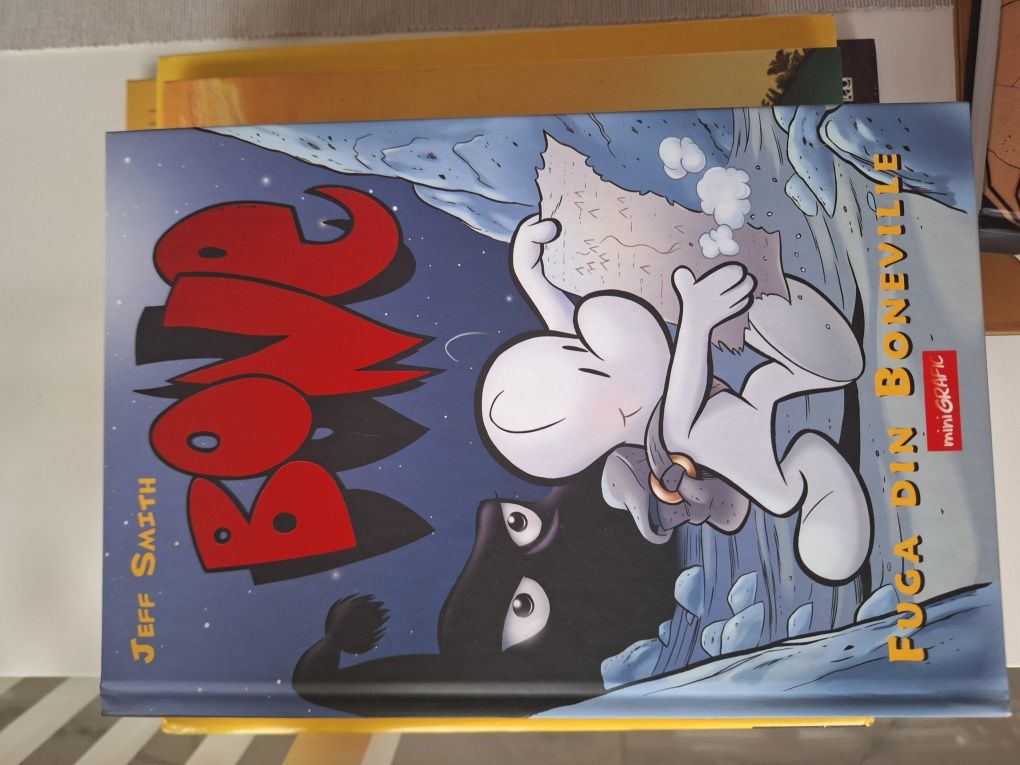 JEFF SMITH
BONE
FUGA DIN BONEVILLE
miniGRAFIC